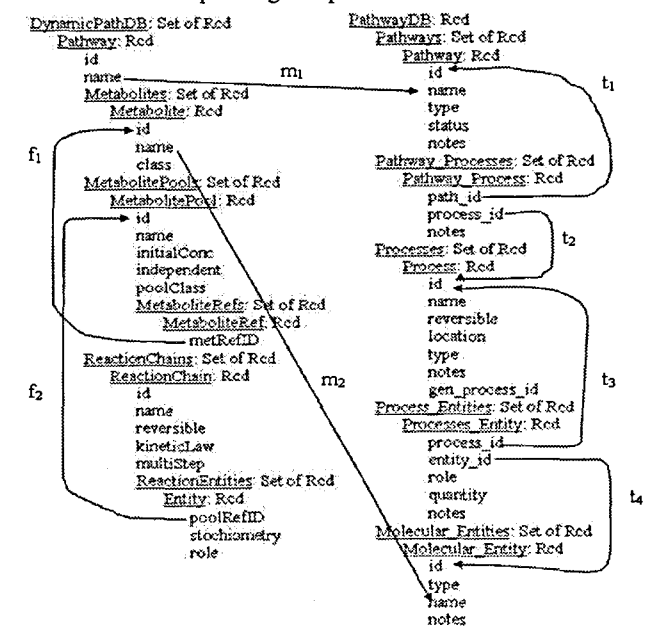 DynamicPathDB: Set of Rcd
Pathway: Rcd
id
name
Metabolites: Set of Rcd
Metabolite: Rcd
id
name
class
MetabolitePools: Set of Rcd
MetabolitePool: Rcd
id
name
initialConc
independent
poolClass
MetaboliteRefs: Set of Rcd
MetaboliteRef: Rcd
metRefID
ReactionChains: Set of Rcd
ReactionChain: Rcd
id
name
reversible
kineticLaw
multiStep
ReactionEntities: Set of Rcd
Entity: Rcd
poolRefID
stochiometry
role
f1
f2
m1
m2
PathwayDB: Rcd
Pathways: Set of Rcd
Pathway: Rcd
id
name
type
status
notes
Pathway_Processes: Set of Rcd
Pathway_Process: Rcd
path_id
process_id
notes
Processes: Set of Rcd
Process: Rcd
id
name
reversible
location
type
notes
gen_process_id
Process_Entities: Set of Rcd
Processes_Entity: Rcd
process_id
entity_id
role
quantity
notes
Molecular_Entities: Set of Rcd
Molecular_Entity: Rcd
id
type
name
notes
t1
t2
t3
t4